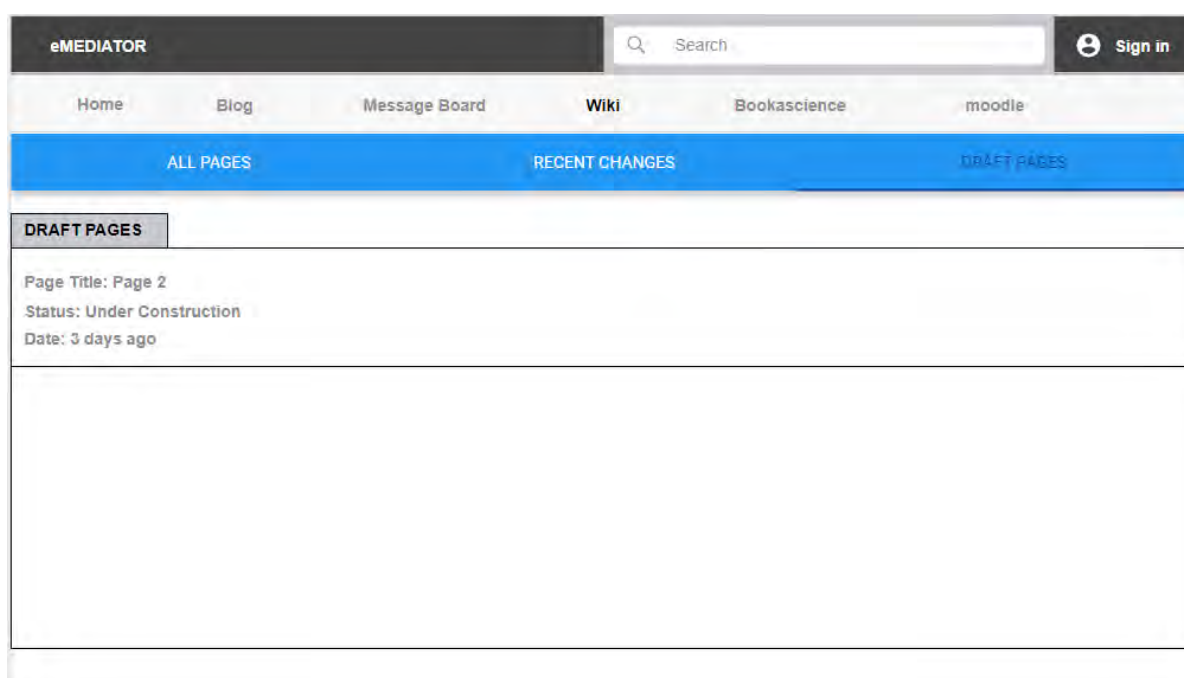 eMEDIATOR Search Sign in
Home Blog Message Board Wiki Bookascience moodle
ALL PAGES RECENT CHANGES DRAFT PAGES
DRAFT PAGES
Page Title: Page 2
Status: Under Construction
Date: 3 days ago